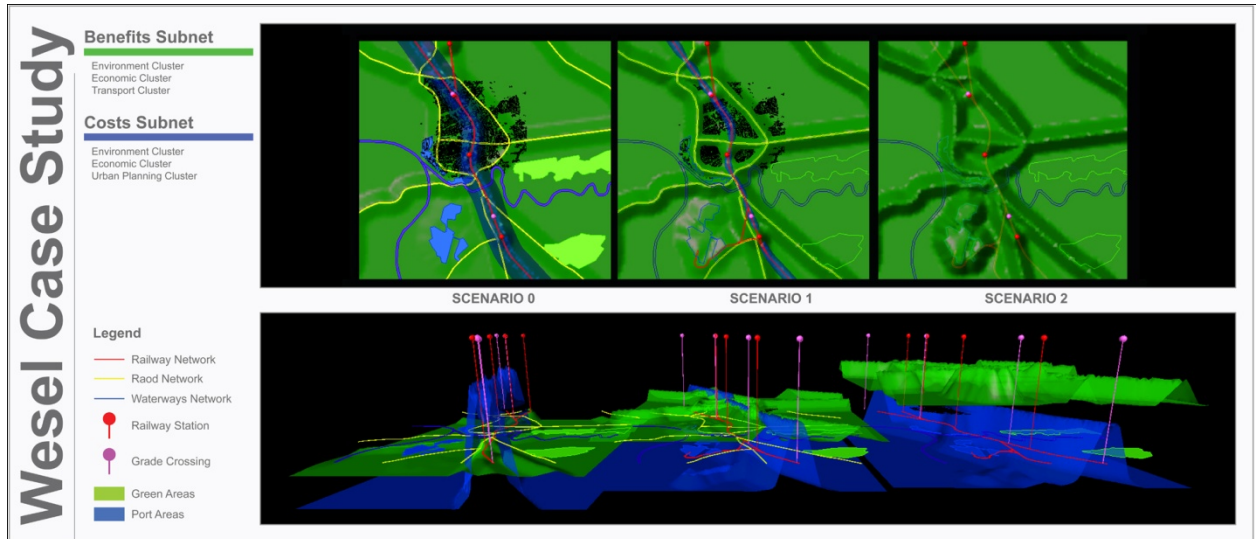 Wesel Case Study
Benefits Subnet
Environment Cluster
Economic Cluster
Transport Cluster
Costs Subnet
Environment Cluster
Economic Cluster
Urban Planning Cluster
SCENARIO 0
SCENARIO 1
SCENARIO 2
Legend
Railway Network
Raod Network
Waterways Network
Railway Station
Grade Crossing
Green Areas
Port Areas